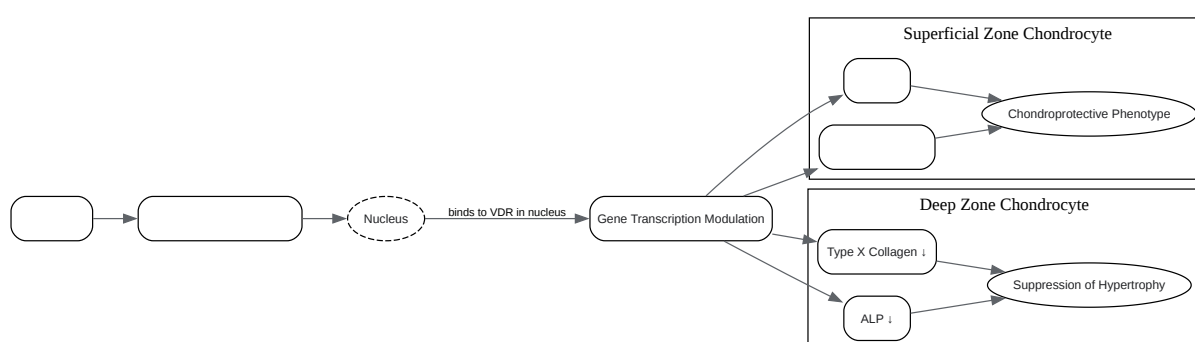 Superficial Zone Chondrocyte
Chondroprotective Phenotype
Nucleus
binds to VDR in nucleus
Gene Transcription Modulation
Deep Zone Chondrocyte
Type X Collagen ↓
Suppression of Hypertrophy
ALP ↓